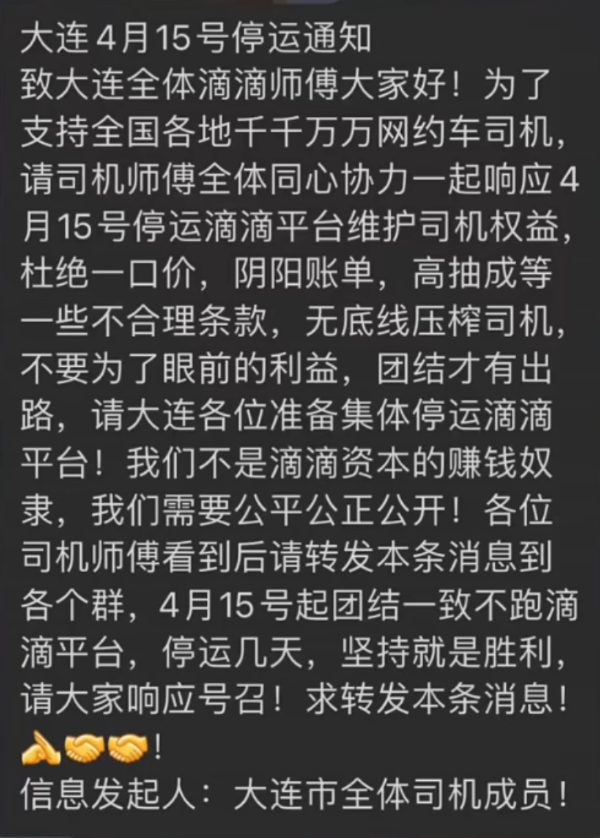 大连4月15号停运通知
致大连全体滴滴师傅大家好！为了
支持全国各地千千万万网约车司机，
请司机师傅全体同心协力一起响应4
月15号停运滴滴平台维护司机权益，
杜绝一口价，阴阳账单，高抽成等
一些不合理条款，无底线压榨司机，
不要为了眼前的利益，团结才有出
路，请大连各位准备集体停运滴滴
平台！我们不是滴滴资本的赚钱奴
隶，我们需要公平公正公开！各位
司机师傅看到后请转发本条消息到
各个群，4月15号起团结一致不跑滴
滴平台，停运几天，坚持就是胜利，
请大家响应号召！求转发本条消息！
🫴🤝🤝！
信息发起人：大连市全体司机成员！